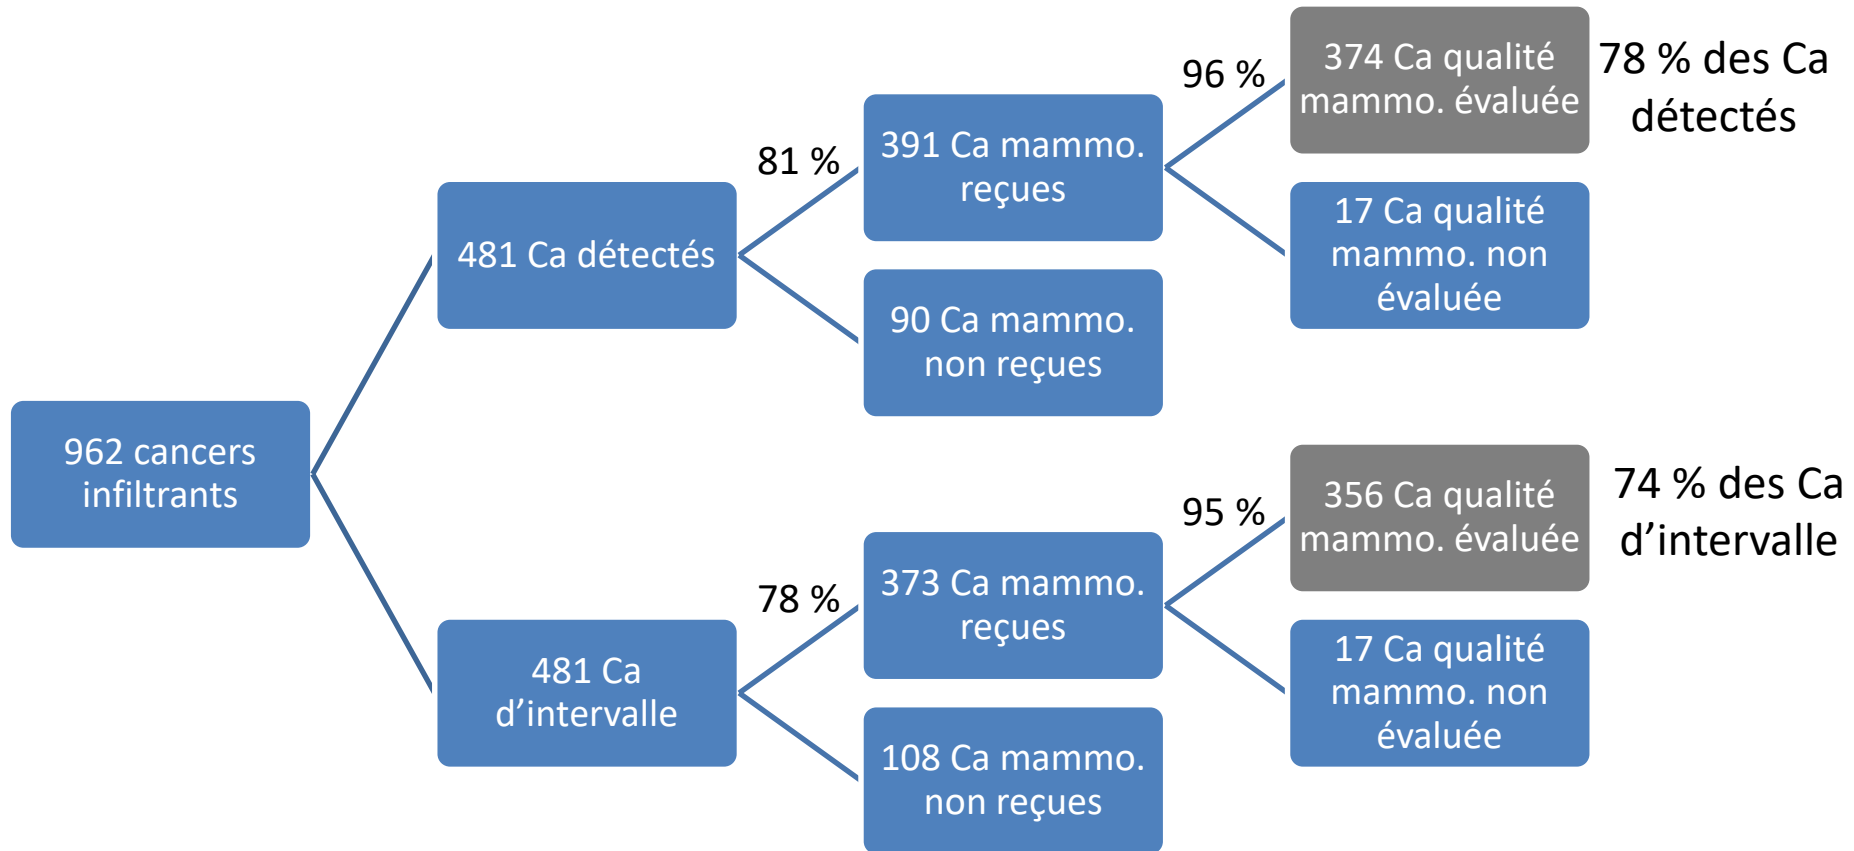 962 cancers
infiltrants
481 Ca détectés
81 %
391 Ca mammo.
reçues
96 %
374 Ca qualité
mammo. évaluée
78 % des Ca
détectés
17 Ca qualité
mammo. non
évaluée
90 Ca mammo.
non reçues
481 Ca
d’intervalle
78 %
373 Ca mammo.
reçues
95 %
356 Ca qualité
mammo. évaluée
74 % des Ca
d’intervalle
17 Ca qualité
mammo. non
évaluée
108 Ca mammo.
non reçues